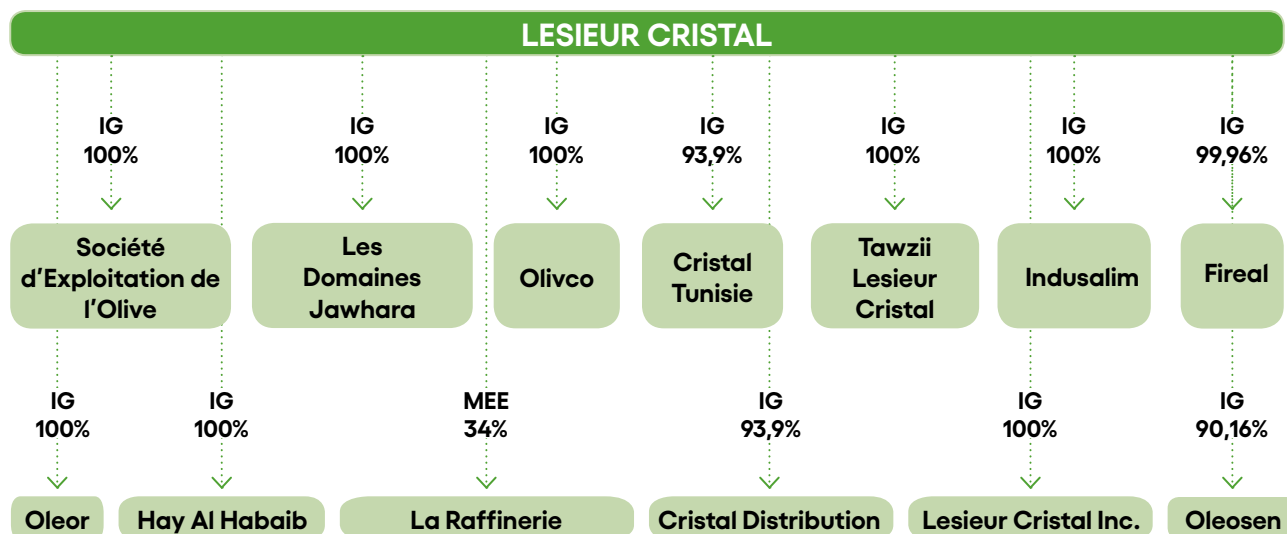 LESIEUR CRISTAL
IG
100%
IG
100%
IG
100%
IG
93,9%
IG
100%
IG
100%
IG
99,96%
Société
d'Exploitation de
l'Olive
Les
Domaines
Jawhara
Olivco
Cristal
Tunisie
Tawzii
Lesieur
Cristal
Indusalim
Fireal
IG
100%
IG
100%
MEE
34%
IG
93,9%
IG
100%
IG
90,16%
Oleor
Hay Al Habaib
La Raffinerie
Cristal Distribution
Lesieur Cristal Inc.
Oleosen